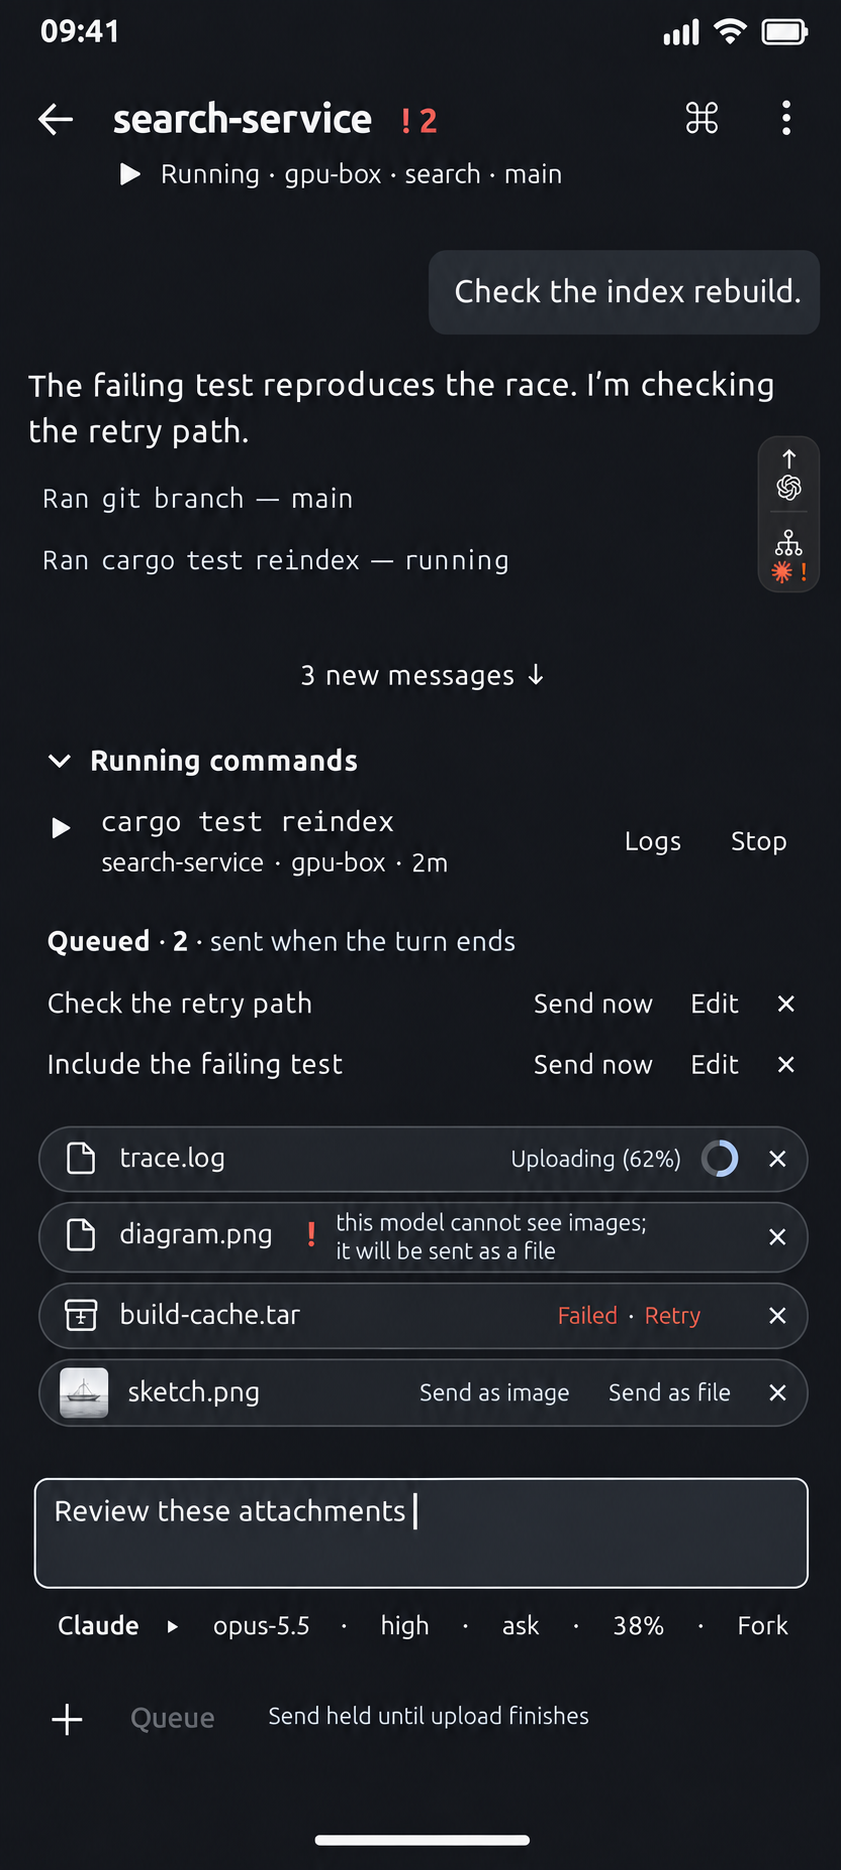 09:41
search-service ! 2
Running · gpu-box · search · main
Check the index rebuild.
The failing test reproduces the race. I’m checking
the retry path.
Ran git branch — main
Ran cargo test reindex — running
!
3 new messages ↓
Running commands
cargo test reindex
search-service · gpu-box · 2m
Logs Stop
Queued · 2 · sent when the turn ends
Check the retry path Send now Edit ×
Include the failing test Send now Edit ×
trace.log Uploading (62%) ×
diagram.png ! this model cannot see images;
it will be sent as a file ×
build-cache.tar Failed · Retry ×
sketch.png Send as image Send as file ×
Review these attachments
Claude ▸ opus-5.5 · high · ask · 38% · Fork
+ Queue Send held until upload finishes